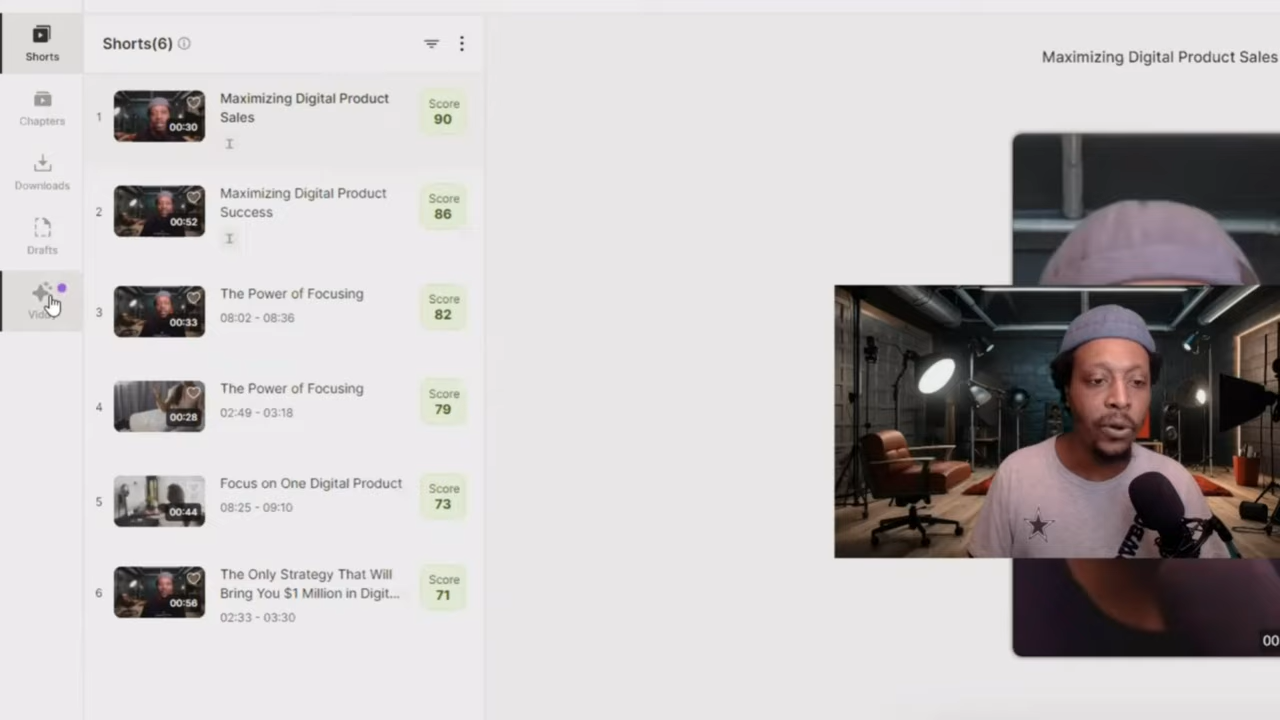 Shorts
Chapters
Downloads
Drafts
Shorts(6)
1
00:30
Maximizing Digital Product
Sales
Score
90
2
00:52
Maximizing Digital Product
Success
Score
86
3
00:33
The Power of Focusing
08:02 - 08:36
Score
82
4
00:28
The Power of Focusing
02:49 - 03:18
Score
79
5
00:44
Focus on One Digital Product
08:25 - 09:10
Score
73
6
00:56
The Only Strategy That Will
Bring You $1 Million in Digit...
02:33 - 03:30
Score
71
Maximizing Digital Product Sales
00